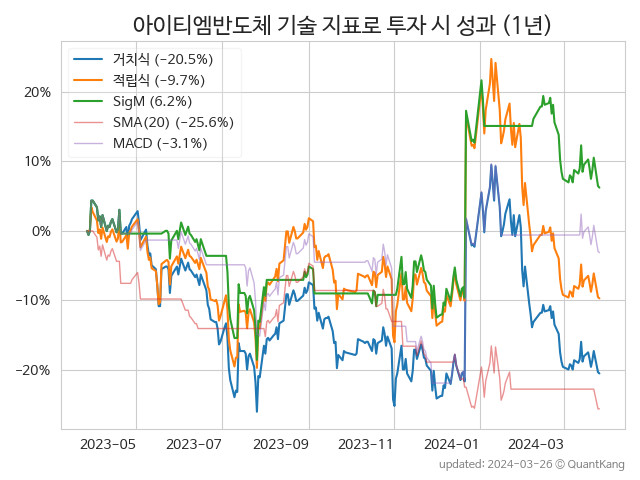 아이티엠반도체 기술 지표로 투자 시 성과 (1년)
거치식 (−20.5%)
적립식 (−9.7%)
SigM (6.2%)
SMA(20) (−25.6%)
MACD (−3.1%)
20%
10%
0%
−10%
−20%
2023-05 2023-07 2023-09 2023-11 2024-01 2024-03
updated: 2024-03-26 © QuantKang